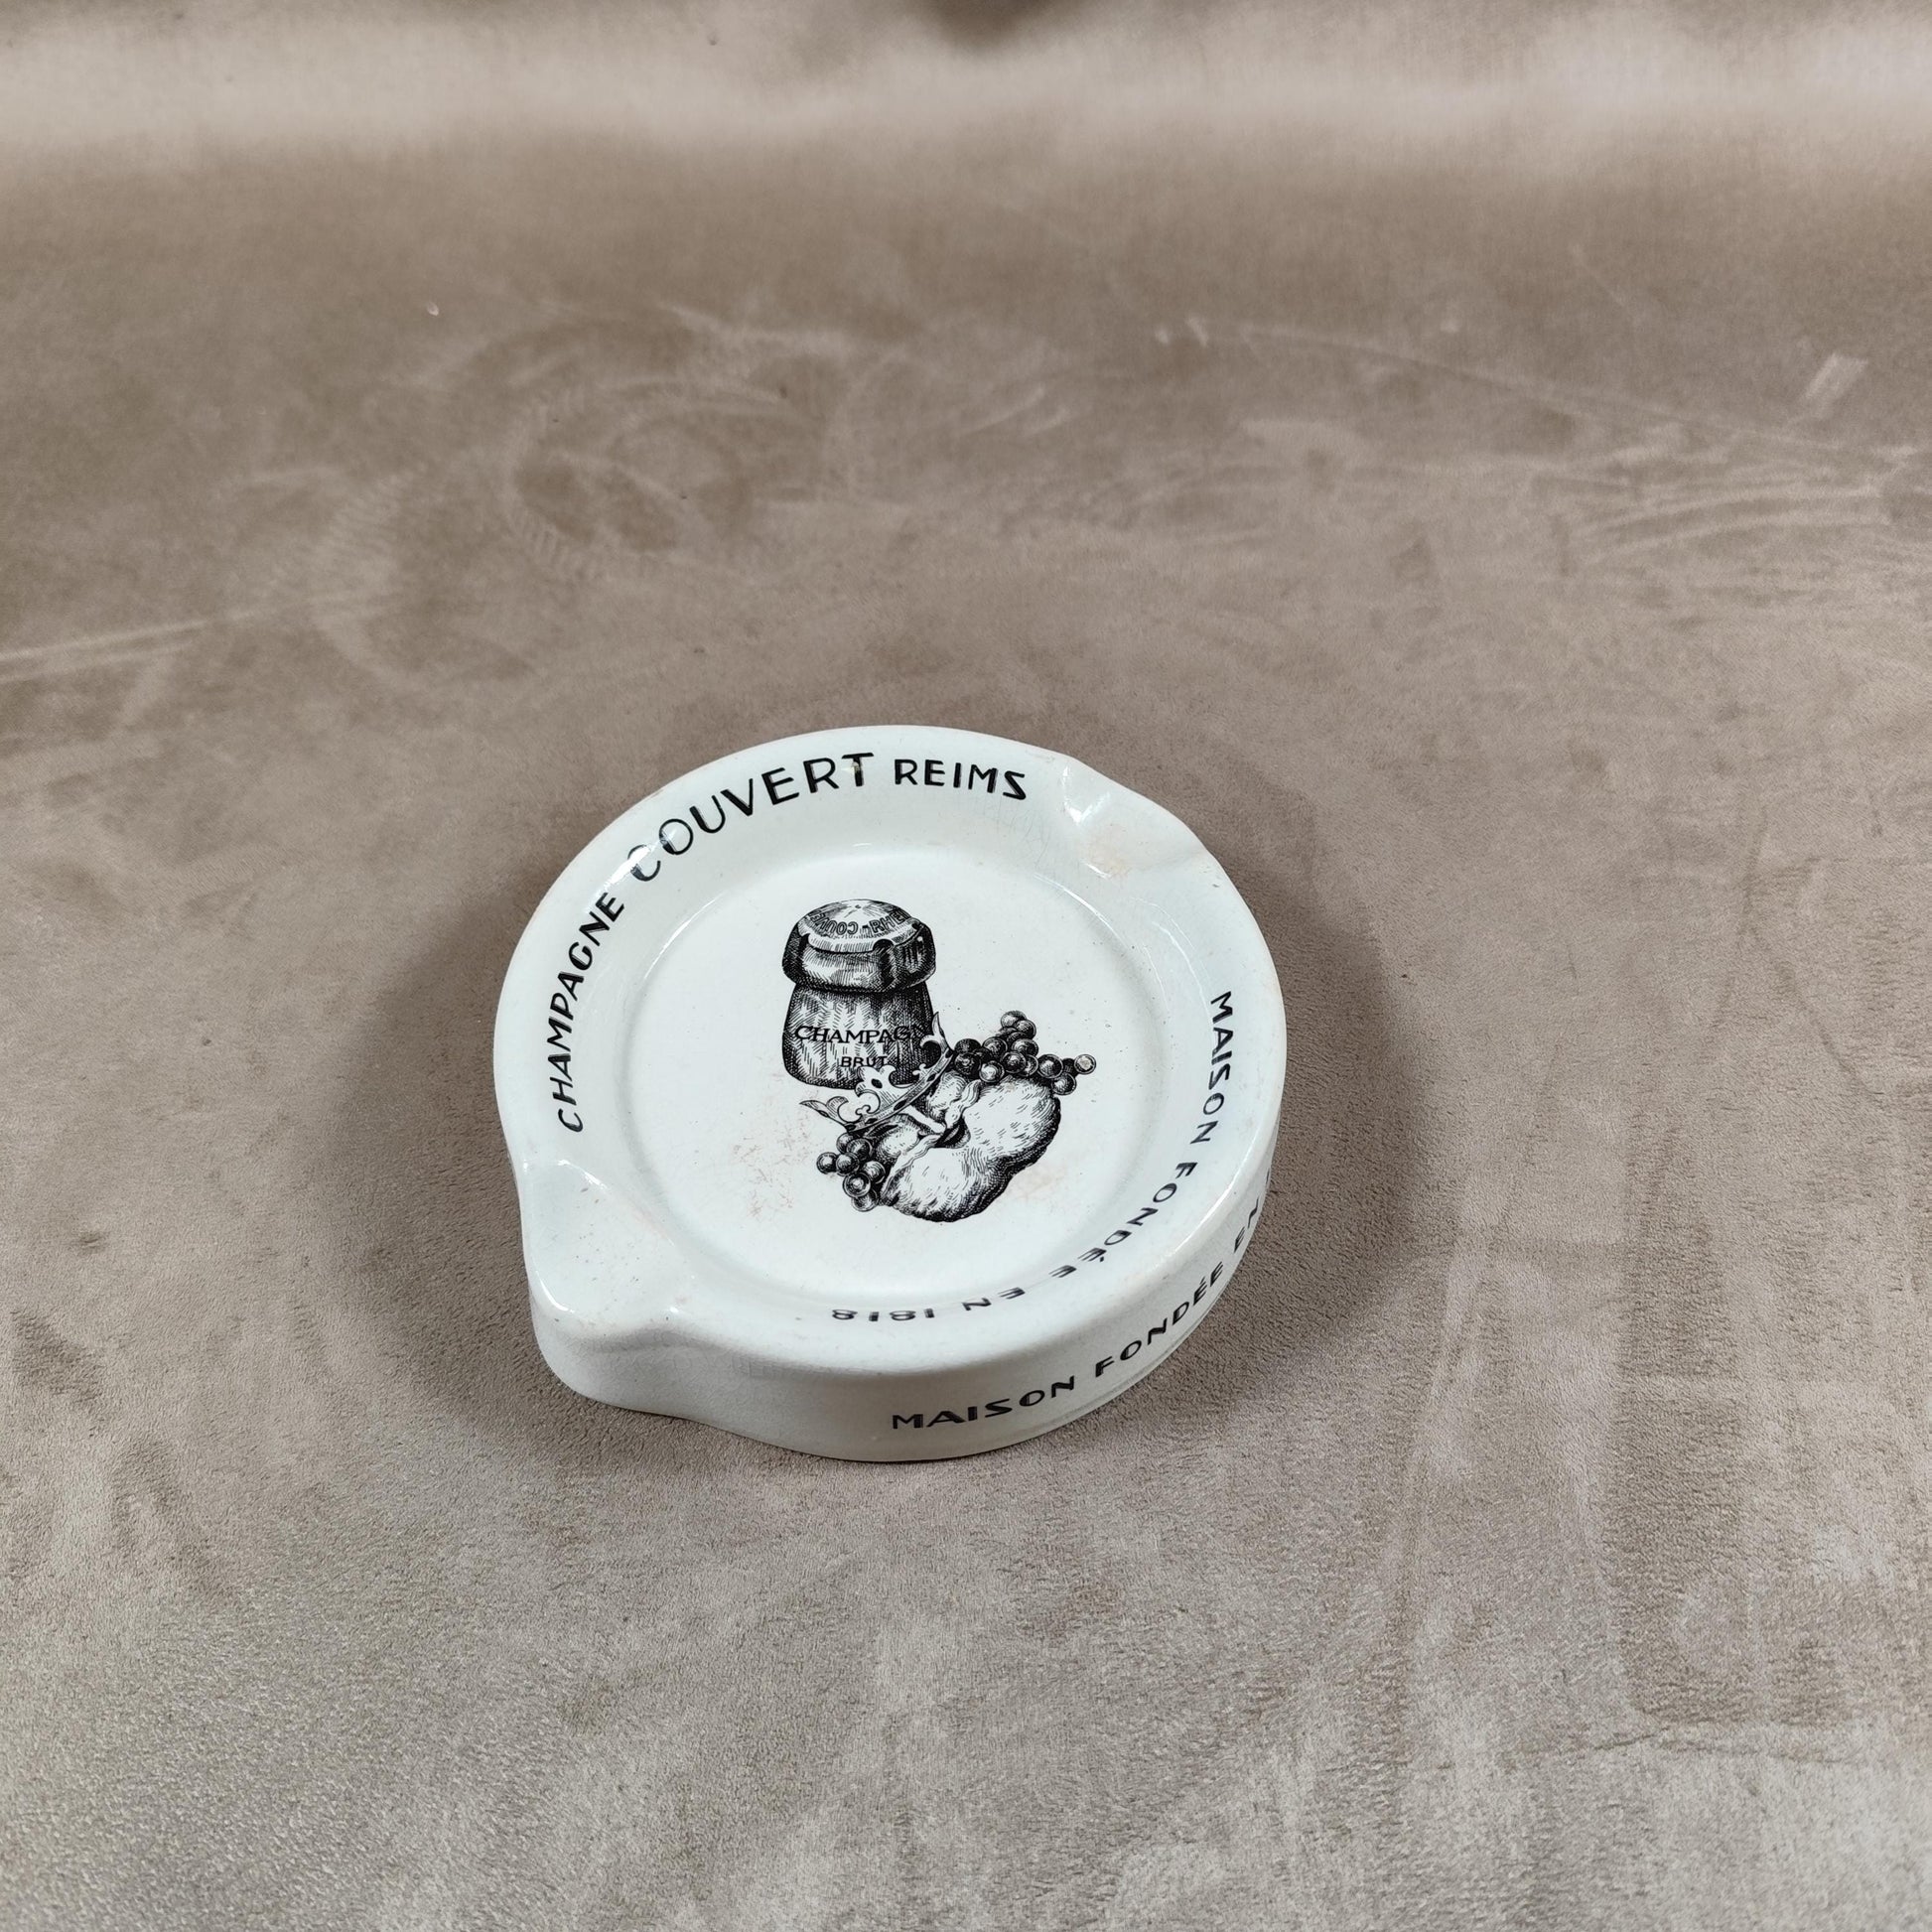 CHAMPAGNE COUVERT REIMS
CHAMPAGN
BRUT
MAISON FONDÉE EN 1818
MAISON FONDÉE EN